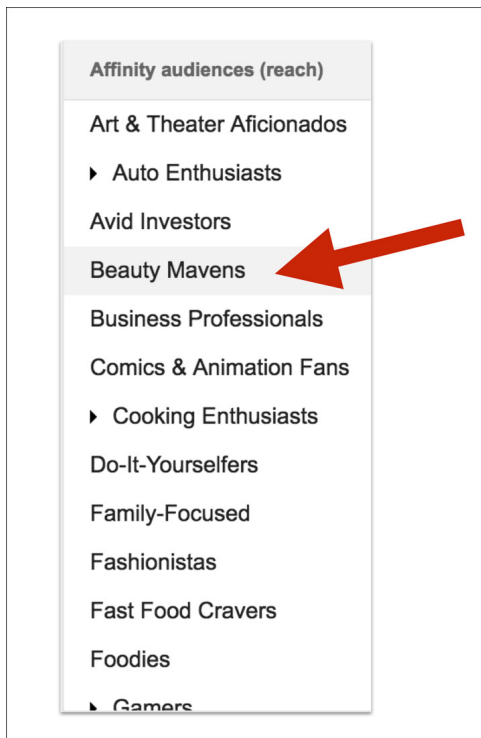 Affinity audiences (reach)
Art & Theater Aficionados
Auto Enthusiasts
Avid Investors
Beauty Mavens
Business Professionals
Comics & Animation Fans
Cooking Enthusiasts
Do-It-Yourselfers
Family-Focused
Fashionistas
Fast Food Cravers
Foodies
Gamers